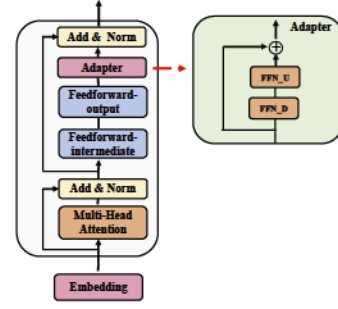 Add & Norm
Adapter
Feedforward-
output
Feedforward-
intermediate
Add & Norm
Multi-Head
Attention
Embedding
Adapter
FFN_U
FFN_D